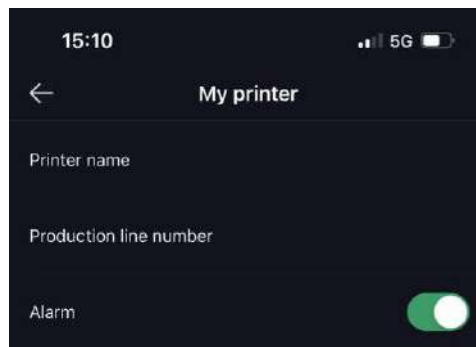 15:10 5G
My printer
Printer name
Production line number
Alarm